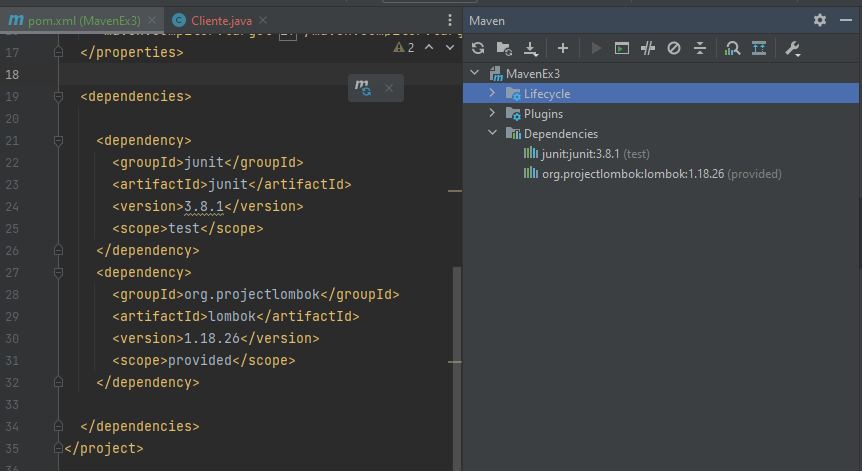 pom.xml (MavenEx3)
Cliente.java
Maven
2
17 </properties>
18
19 <dependencies>
20
21 <dependency>
22 <groupId>junit</groupId>
23 <artifactId>junit</artifactId>
24 <version>3.8.1</version>
25 <scope>test</scope>
26 </dependency>
27 <dependency>
28 <groupId>org.projectlombok</groupId>
29 <artifactId>lombok</artifactId>
30 <version>1.18.26</version>
31 <scope>provided</scope>
32 </dependency>
33
34 </dependencies>
35 </project>
36
MavenEx3
Lifecycle
Plugins
Dependencies
junit:junit:3.8.1 (test)
org.projectlombok:lombok:1.18.26 (provided)